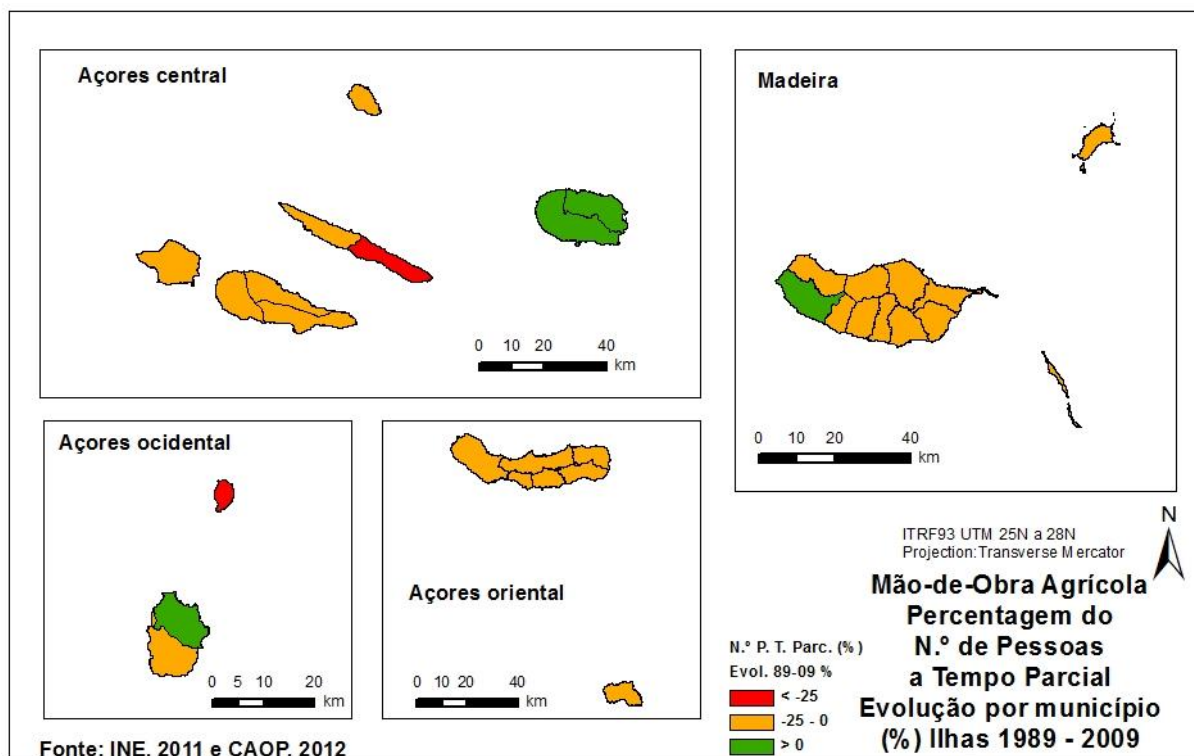 Açores central
0 10 20 40
km
Madeira
0 10 20 40
km
Açores ocidental
0 5 10 20
km
Açores oriental
0 10 20 40
km
ITRF93 UTM 25N a 28N
Projection:Transverse Mercator
N
Mão-de-Obra Agrícola
Percentagem do
N.º de Pessoas
a Tempo Parcial
Evolução por município
(%) Ilhas 1989 - 2009
N.º P. T. Parc. (%)
Evol. 89-09 %
< -25
-25 - 0
> 0
Fonte: INE, 2011 e CAOP, 2012